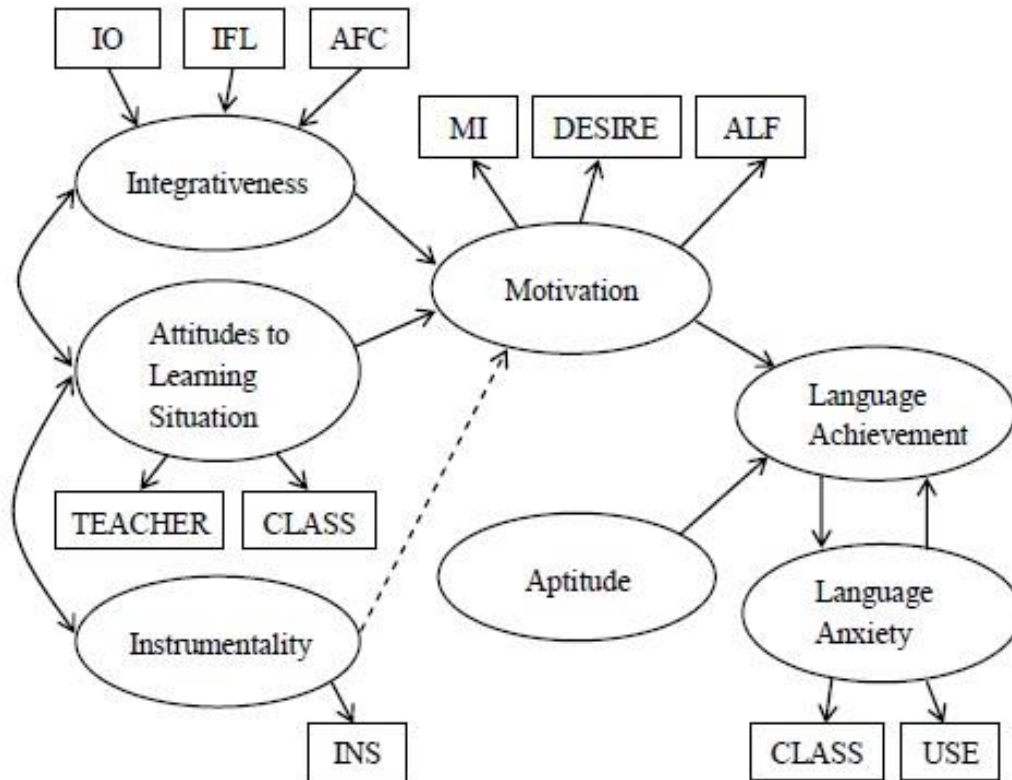 IO
IFL
AFC
MI
DESIRE
ALF
Integrativeness
Motivation
Attitudes to
Learning
Situation
Language
Achievement
TEACHER
CLASS
Aptitude
Language
Anxiety
Instrumentality
INS
CLASS
USE